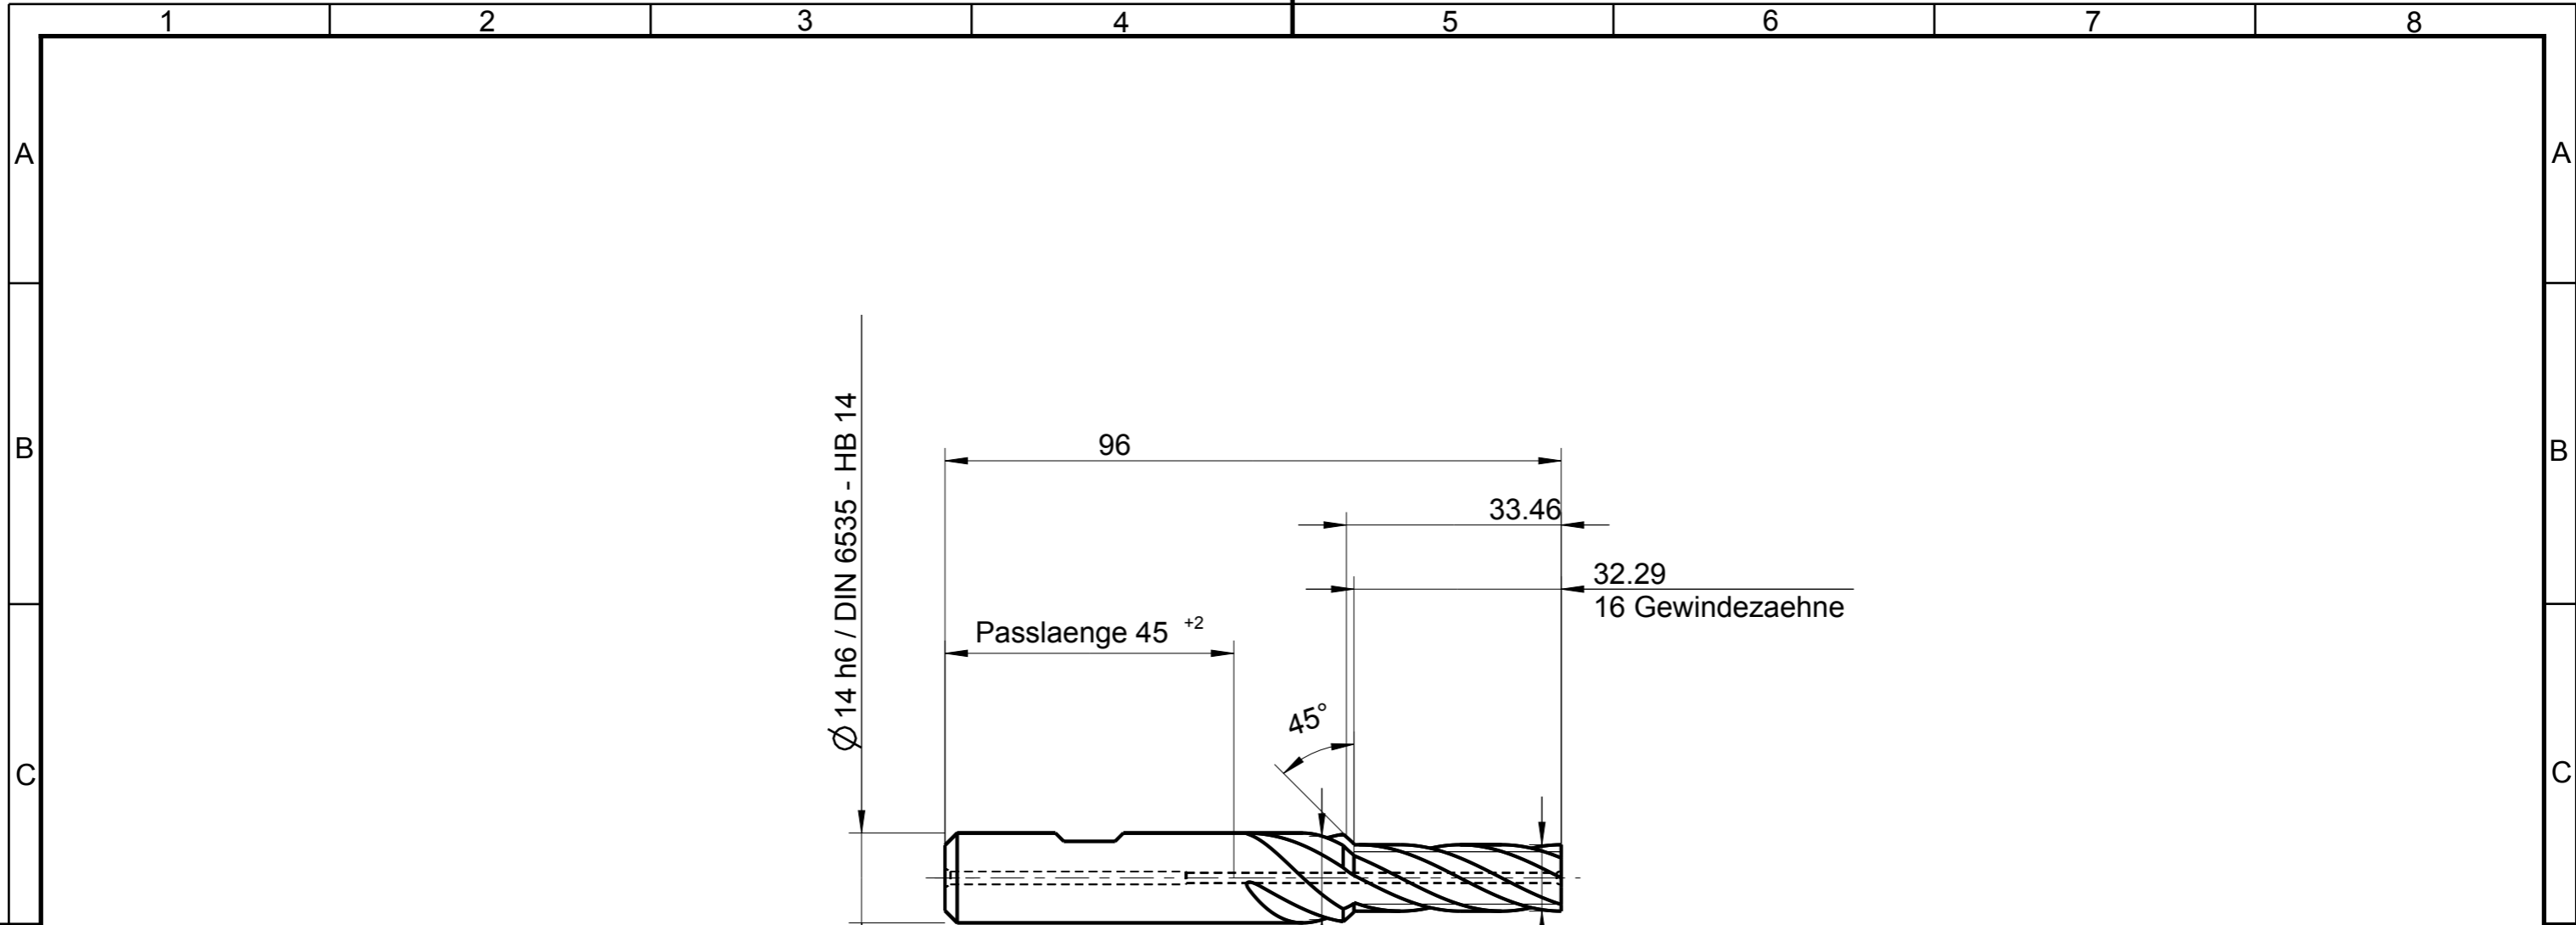 1 2 3 4 5 6 7 8
A A
B B
C C
Ø 14 h6 / DIN 6535 - HB 14
96
33.46
32.29
16 Gewindezaehne
Passlaenge 45 +2
45°